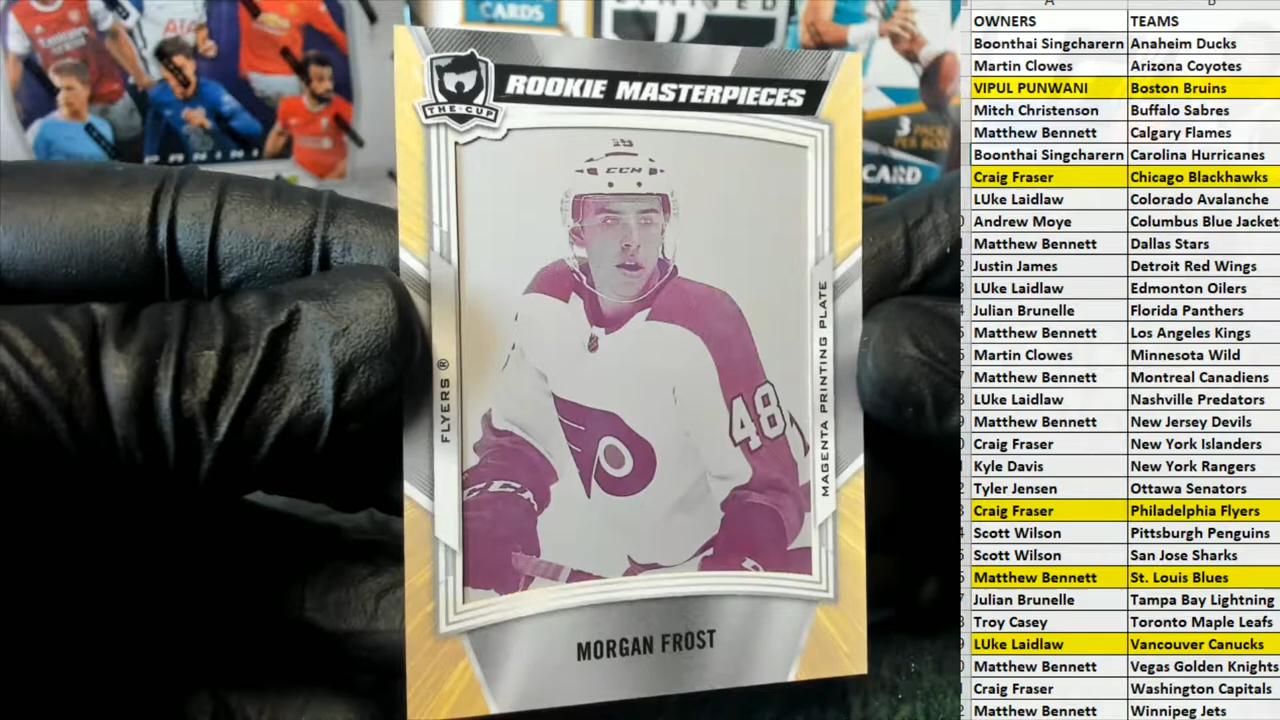 CARDS
PANINI
3 PACKS
PER BOX
CARD
THE-CUP
ROOKIE MASTERPIECES
19
CCM
FLYERS ®
48
MAGENTA PRINTING PLATE
MORGAN FROST
A B
OWNERS TEAMS
Boonthai Singcharern Anaheim Ducks
Martin Clowes Arizona Coyotes
VIPUL PUNWANI Boston Bruins
Mitch Christenson Buffalo Sabres
Matthew Bennett Calgary Flames
Boonthai Singcharern Carolina Hurricanes
Craig Fraser Chicago Blackhawks
LUke Laidlaw Colorado Avalanche
Andrew Moye Columbus Blue Jacket
Matthew Bennett Dallas Stars
Justin James Detroit Red Wings
LUke Laidlaw Edmonton Oilers
Julian Brunelle Florida Panthers
Matthew Bennett Los Angeles Kings
Martin Clowes Minnesota Wild
Matthew Bennett Montreal Canadiens
LUke Laidlaw Nashville Predators
Matthew Bennett New Jersey Devils
Craig Fraser New York Islanders
Kyle Davis New York Rangers
Tyler Jensen Ottawa Senators
Craig Fraser Philadelphia Flyers
Scott Wilson Pittsburgh Penguins
Scott Wilson San Jose Sharks
Matthew Bennett St. Louis Blues
Julian Brunelle Tampa Bay Lightning
Troy Casey Toronto Maple Leafs
LUke Laidlaw Vancouver Canucks
Matthew Bennett Vegas Golden Knights
Craig Fraser Washington Capitals
Matthew Bennett Winnipeg Jets